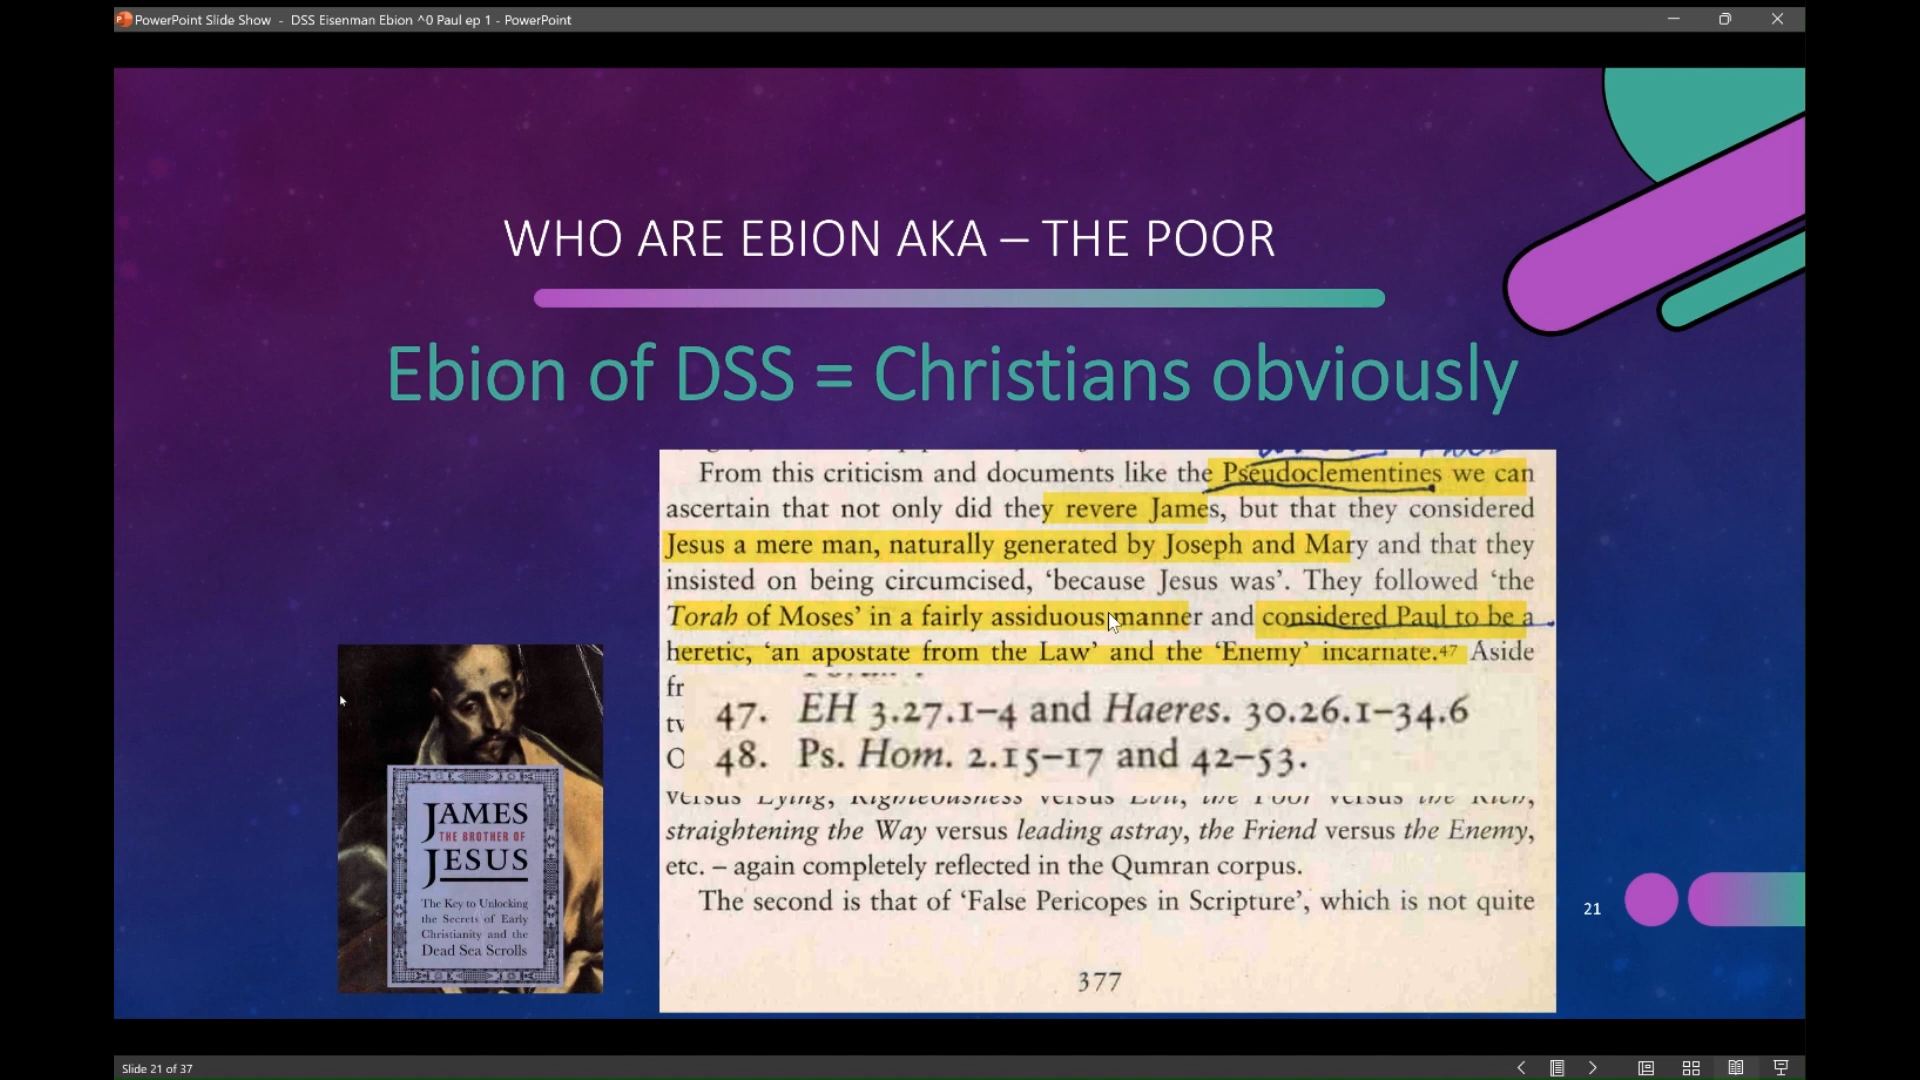 PowerPoint Slide Show - DSS Eisenman Ebion ^0 Paul ep 1 - PowerPoint
WHO ARE EBION AKA – THE POOR
Ebion of DSS = Christians obviously
From this criticism and documents like the Pseudoclementines we can
ascertain that not only did they revere James, but that they considered
Jesus a mere man, naturally generated by Joseph and Mary and that they
insisted on being circumcised, ‘because Jesus was’. They followed ‘the
Torah of Moses’ in a fairly assiduous manner and considered Paul to be a
heretic, ‘an apostate from the Law’ and the ‘Enemy’ incarnate.47 Aside
47. EH 3.27.1–4 and Haeres. 30.26.1–34.6
48. Ps. Hom. 2.15–17 and 42–53.
versus Lying, Righteousness versus Evil, the Poor versus the Rich,
straightening the Way versus leading astray, the Friend versus the Enemy,
etc. – again completely reflected in the Qumran corpus.
The second is that of ‘False Pericopes in Scripture’, which is not quite
377
JAMES
THE BROTHER OF
JESUS
The Key to Unlocking
the Secrets of Early
Christianity and the
Dead Sea Scrolls
21
Slide 21 of 37